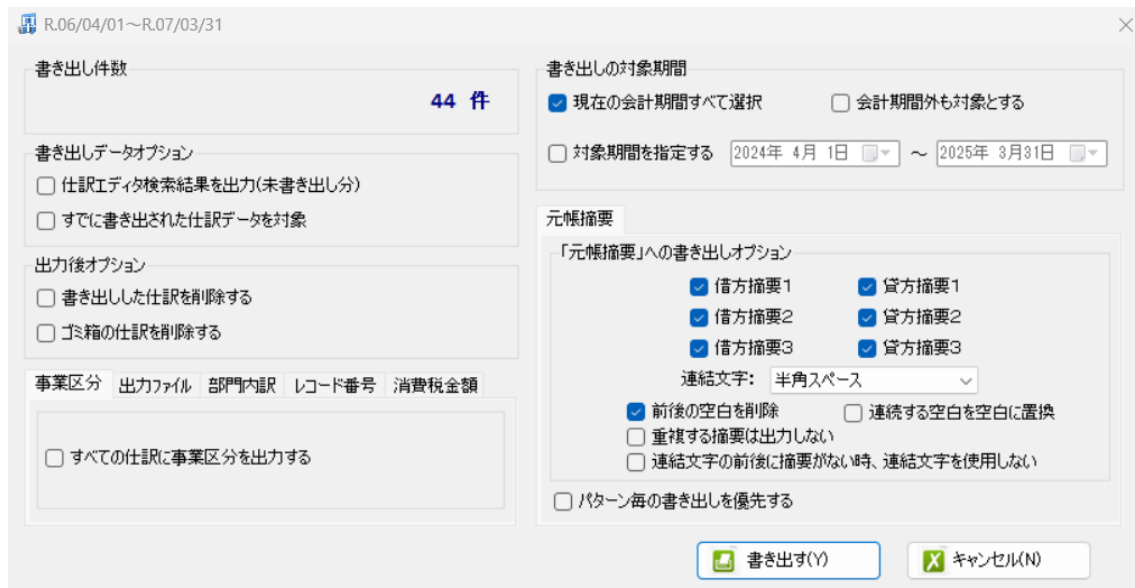 R.06/04/01～R.07/03/31
書き出し件数
44 件
書き出しデータオプション
仕訳エディタ検索結果を出力(未書き出し分)
すでに書き出された仕訳データを対象
出力後オプション
書き出しした仕訳を削除する
ゴミ箱の仕訳を削除する
事業区分 出力ファイル 部門内訳 レコード番号 消費税金額
すべての仕訳に事業区分を出力する
書き出しの対象期間
現在の会計期間すべて選択 会計期間外も対象とする
対象期間を指定する 2024年 4月 1日 ～ 2025年 3月31日
元帳摘要
「元帳摘要」への書き出しオプション
借方摘要1 貸方摘要1
借方摘要2 貸方摘要2
借方摘要3 貸方摘要3
連結文字: 半角スペース
前後の空白を削除 連続する空白を空白に置換
重複する摘要は出力しない
連結文字の前後に摘要がない時、連結文字を使用しない
パターン毎の書き出しを優先する
書き出す(Y) キャンセル(N)